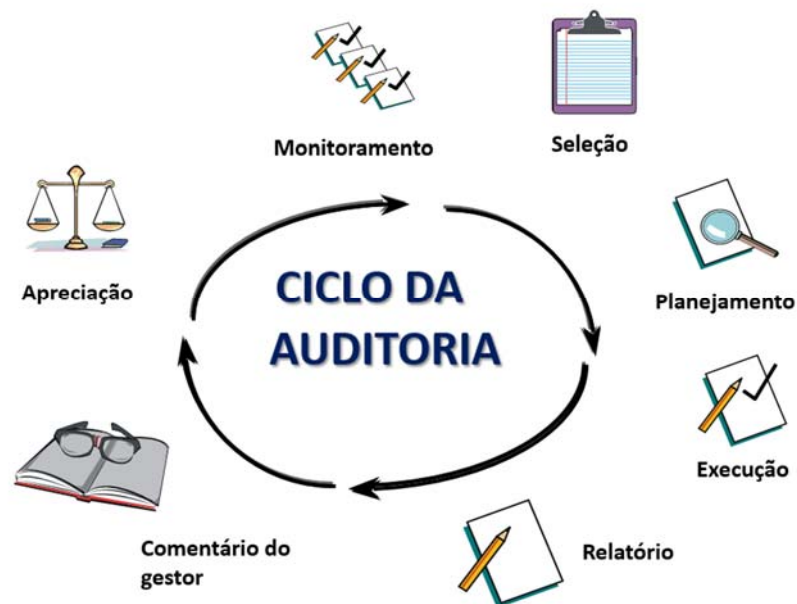 Monitoramento
Seleção
Apreciação
CICLO DA
AUDITORIA
Planejamento
Execução
Comentário do
gestor
Relatório